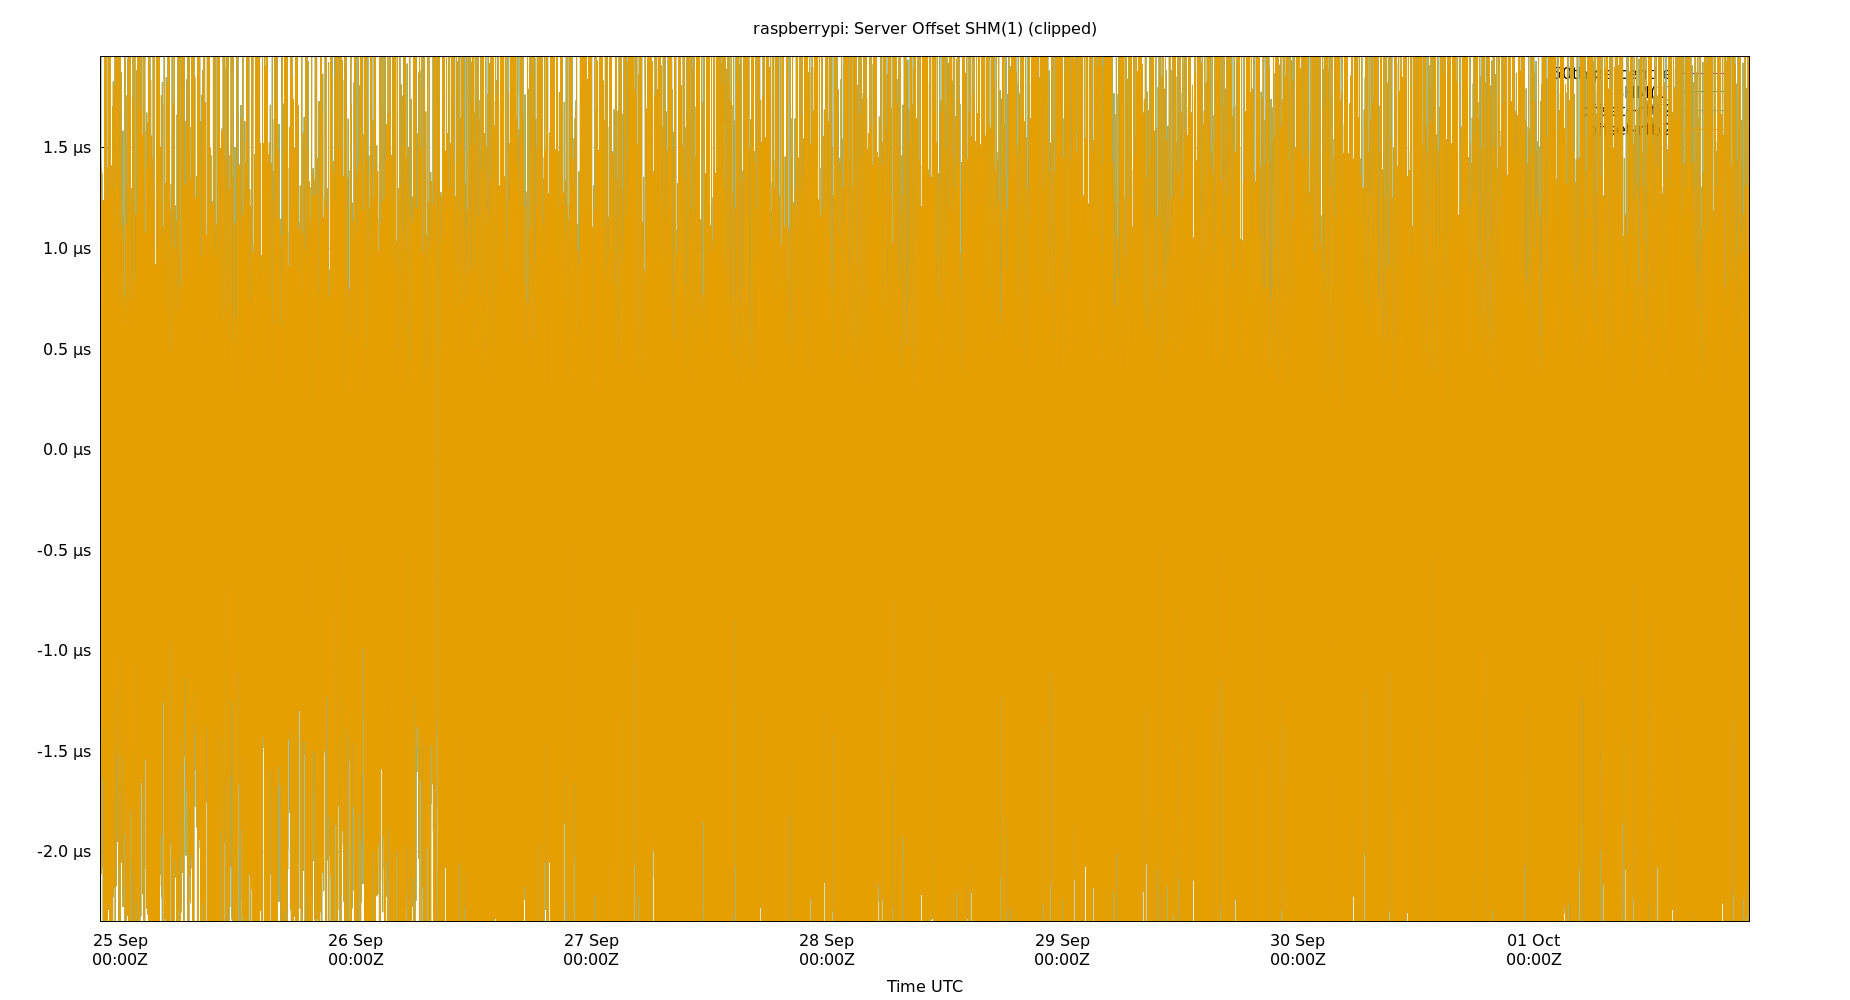 raspberrypi: Server Offset SHM(1) (clipped)
1.5 µs
1.0 µs
0.5 µs
0.0 µs
-0.5 µs
-1.0 µs
-1.5 µs
-2.0 µs
25 Sep 26 Sep 27 Sep 28 Sep 29 Sep 30 Sep 01 Oct
00:00Z 00:00Z 00:00Z 00:00Z 00:00Z 00:00Z 00:00Z
Time UTC